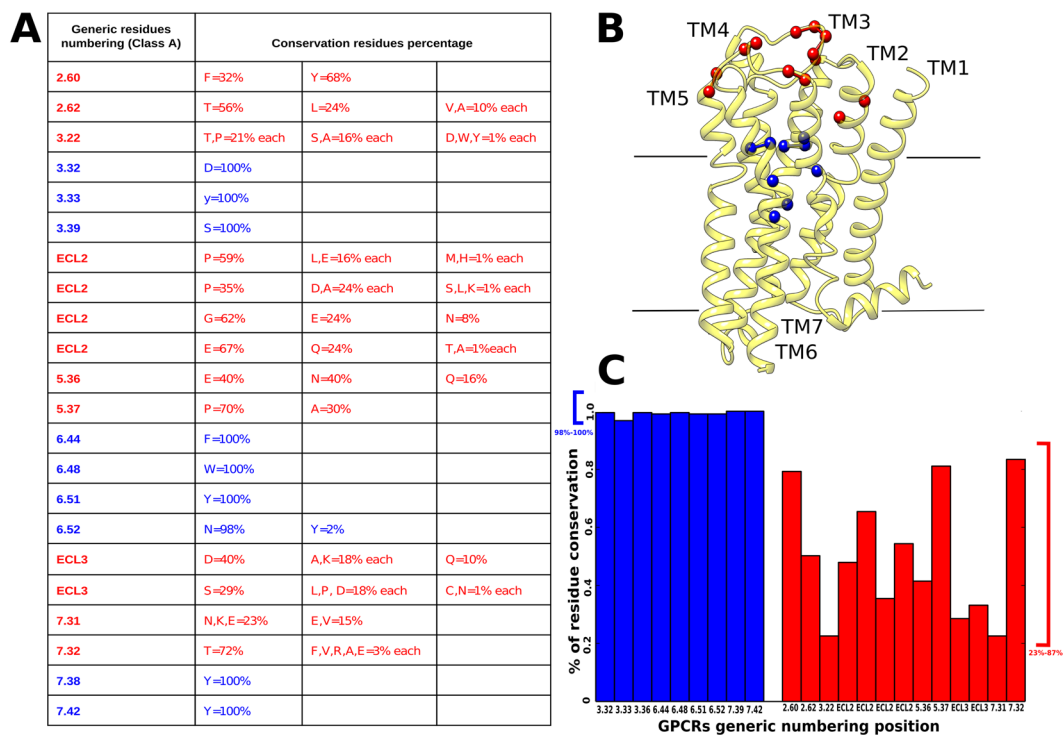 A
Generic residues numbering (Class A) Conservation residues percentage
2.60 F=32% Y=68%
2.62 T=56% L=24% V,A=10% each
3.22 T,P=21% each S,A=16% each D,W,Y=1% each
3.32 D=100%
3.33 y=100%
3.39 S=100%
ECL2 P=59% L,E=16% each M,H=1% each
ECL2 P=35% D,A=24% each S,L,K=1% each
ECL2 G=62% E=24% N=8%
ECL2 E=67% Q=24% T,A=1%each
5.36 E=40% N=40% Q=16%
5.37 P=70% A=30%
6.44 F=100%
6.48 W=100%
6.51 Y=100%
6.52 N=98% Y=2%
ECL3 D=40% A,K=18% each Q=10%
ECL3 S=29% L,P, D=18% each C,N=1% each
7.31 N,K,E=23% E,V=15%
7.32 T=72% F,V,R,A,E=3% each
7.38 Y=100%
7.42 Y=100%
B
TM4
TM3
TM2
TM1
TM5
TM7
TM6
C
98%-100%
% of residue conservation
1.0
0.8
0.6
0.4
0.2
0
23%-87%
3.32 3.33 3.36 6.44 6.48 6.51 6.52 7.39 7.42 2.60 2.62 3.22 ECL2 ECL2 ECL2 ECL2 5.36 5.37 ECL3 ECL3 7.31 7.32
GPCRs generic numbering position